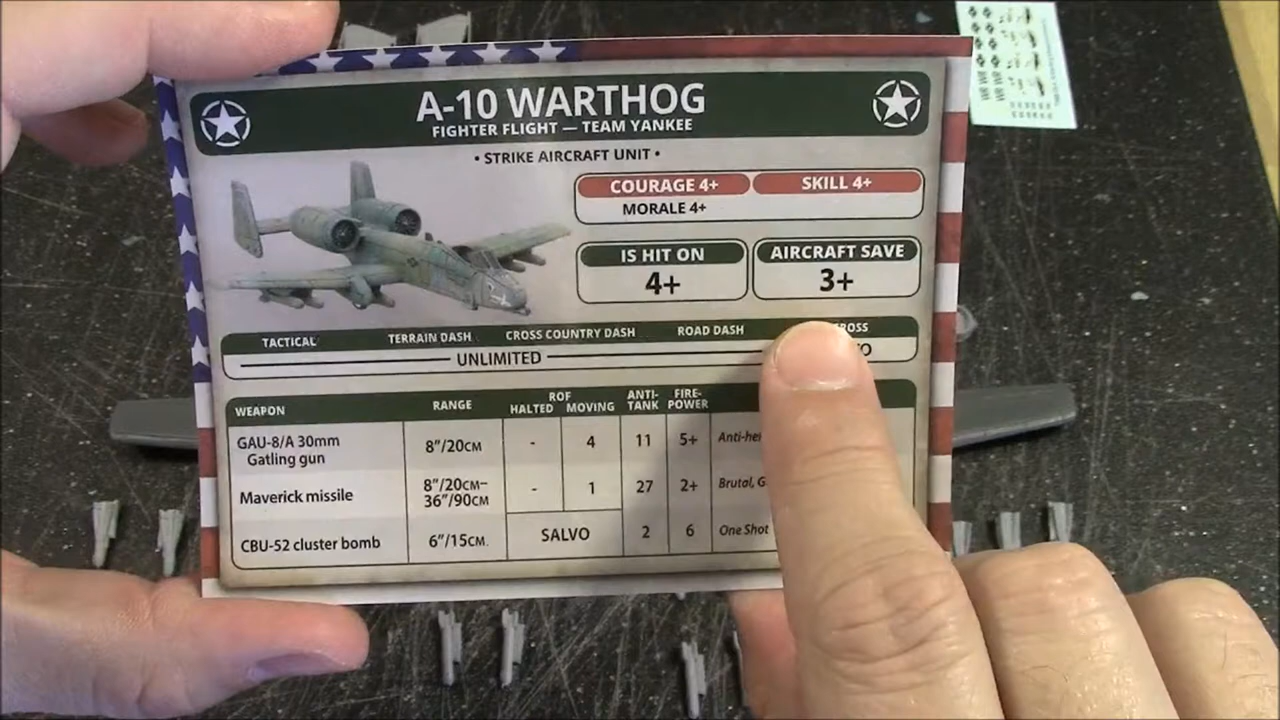 A-10 WARTHOG
FIGHTER FLIGHT — TEAM YANKEE
• STRIKE AIRCRAFT UNIT •
COURAGE 4+ SKILL 4+
MORALE 4+
IS HIT ON AIRCRAFT SAVE
4+ 3+
TACTICAL TERRAIN DASH CROSS COUNTRY DASH ROAD DASH
UNLIMITED
WEAPON RANGE ROF HALTED MOVING ANTI-TANK FIRE-POWER
GAU-8/A 30mm Gatling gun 8"/20CM - 4 11 5+
Maverick missile 8"/20CM– 36"/90CM - 1 27 2+ Brutal,
CBU-52 cluster bomb 6"/15CM. SALVO 2 6 One Shot
WR WR